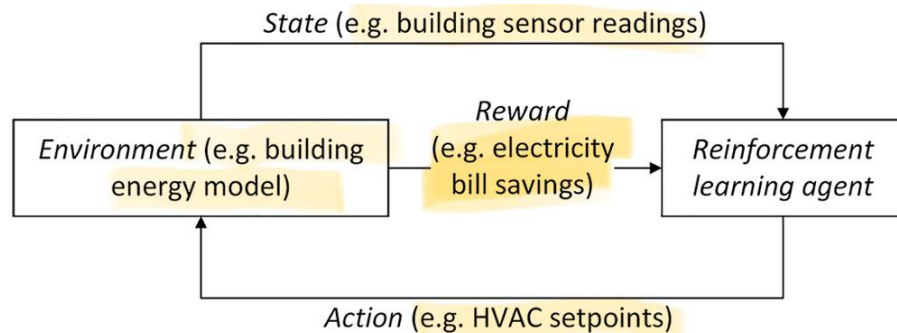 State (e.g. building sensor readings)
Reward
(e.g. electricity
bill savings)
Environment (e.g. building
energy model)
Reinforcement
learning agent
Action (e.g. HVAC setpoints)